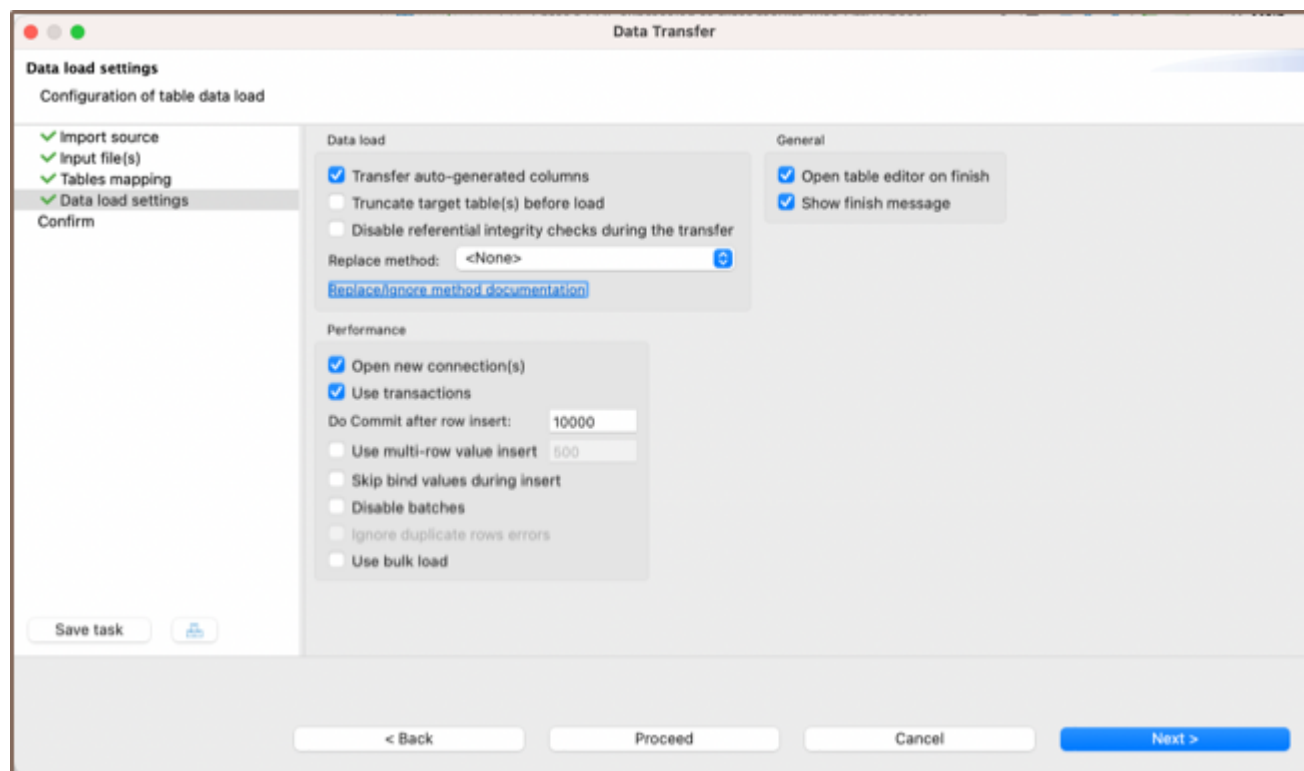 Data Transfer
Data load settings
Configuration of table data load
Import source
Input file(s)
Tables mapping
Data load settings
Confirm
Data load
Transfer auto-generated columns
Truncate target table(s) before load
Disable referential integrity checks during the transfer
Replace method: <None>
Replace/Ignore method documentation
General
Open table editor on finish
Show finish message
Performance
Open new connection(s)
Use transactions
Do Commit after row insert: 10000
Use multi-row value insert 500
Skip bind values during insert
Disable batches
Ignore duplicate rows errors
Use bulk load
Save task
< Back
Proceed
Cancel
Next >